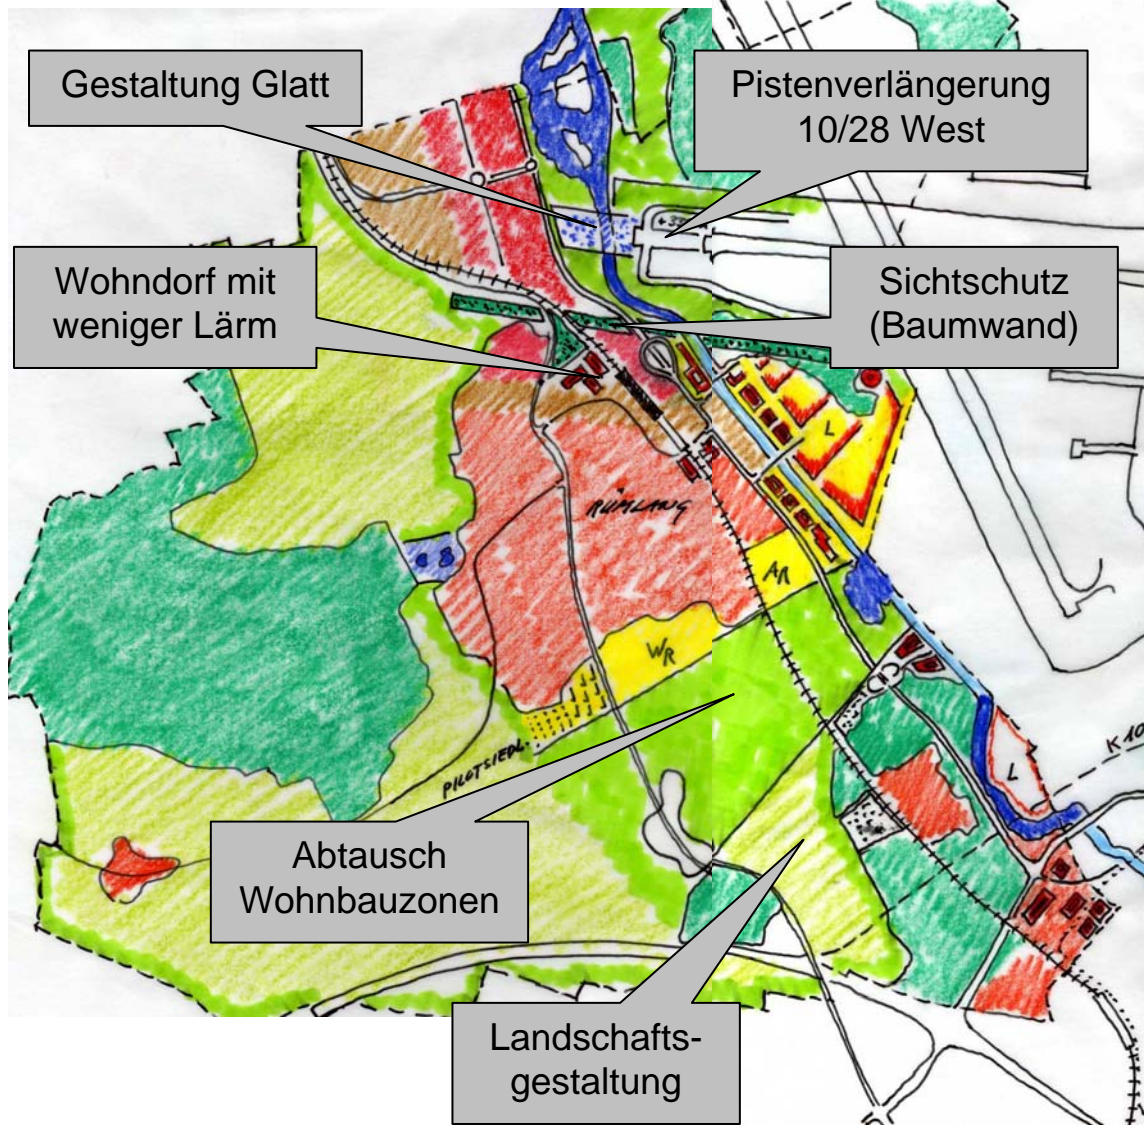 Gestaltung Glatt
Pistenverlängerung
10/28 West
Wohndorf mit
weniger Lärm
Sichtschutz
(Baumwand)
L
RÜMLANG
AR
WR
PILOTSIEDL.
L
K10
Abtausch
Wohnbauzonen
Landschafts-
gestaltung